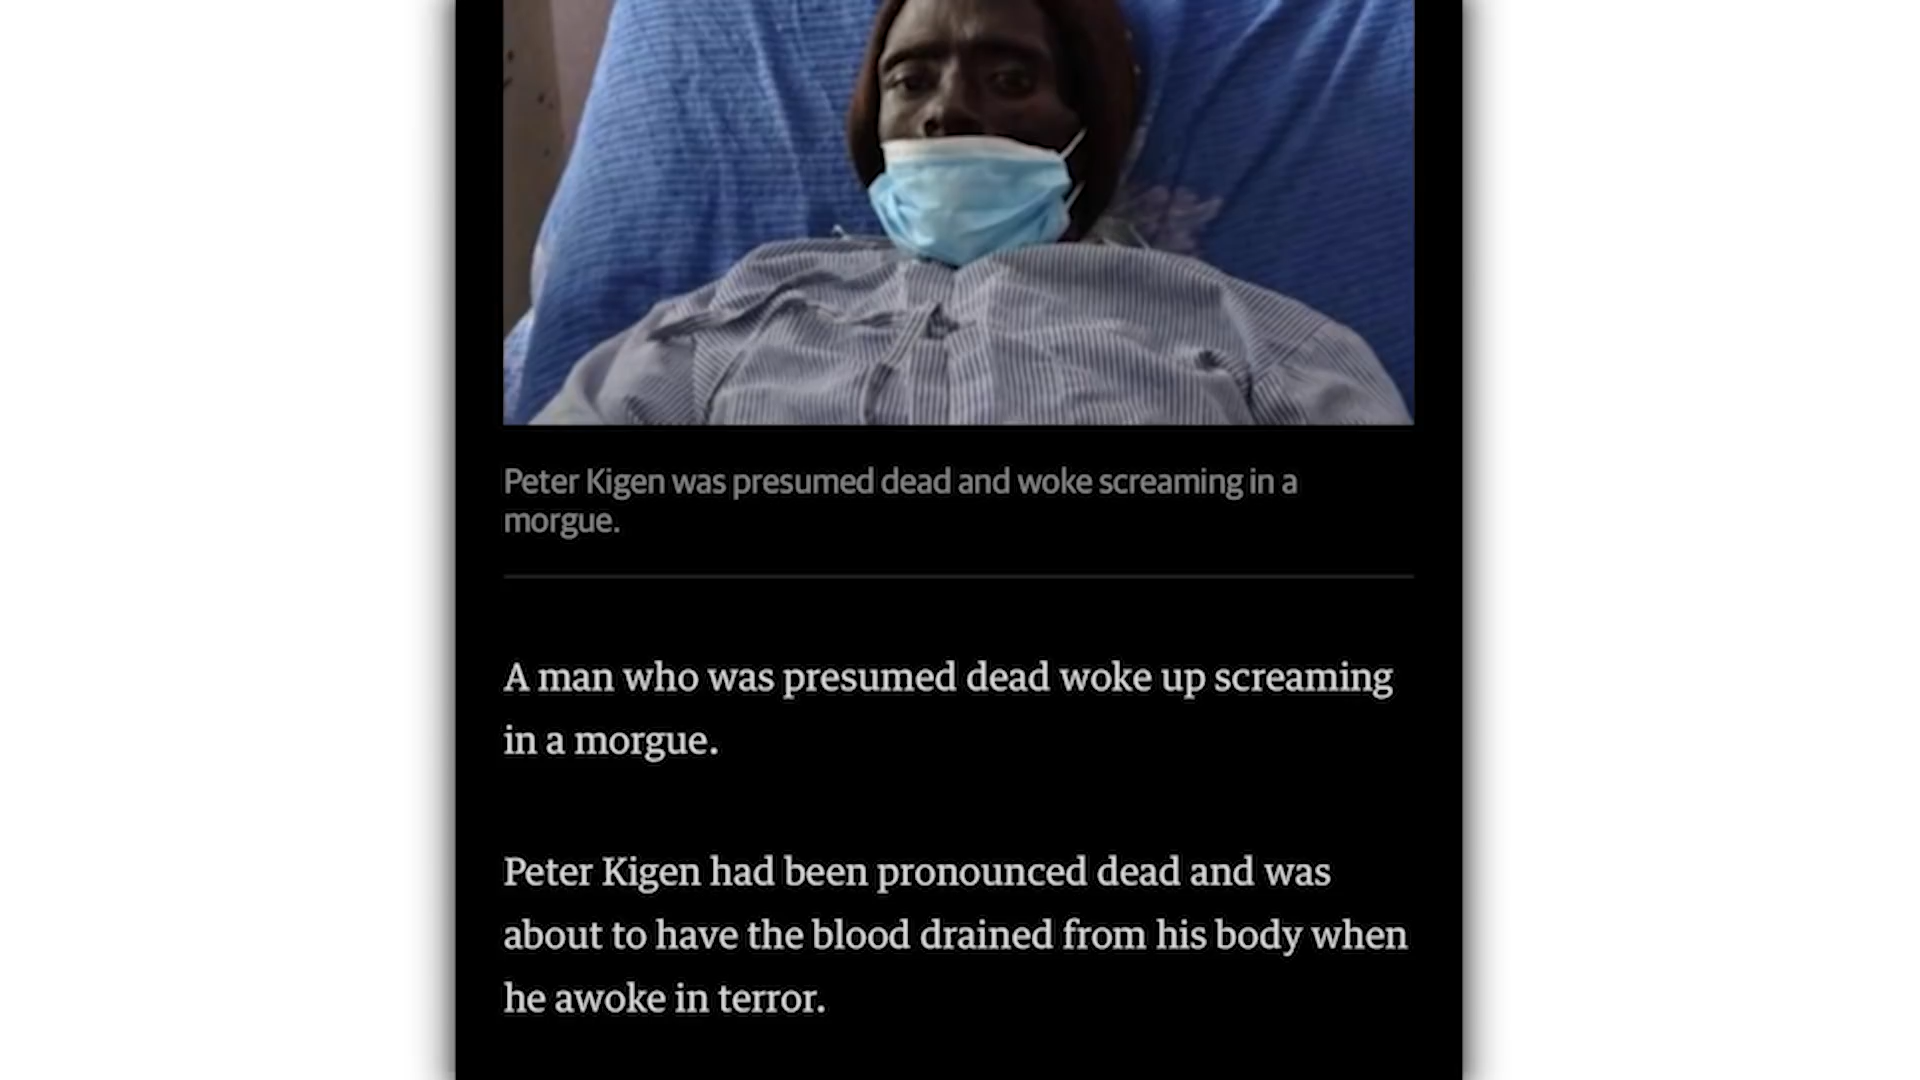 Peter Kigen was presumed dead and woke screaming in a
morgue.
A man who was presumed dead woke up screaming
in a morgue.
Peter Kigen had been pronounced dead and was
about to have the blood drained from his body when
he awoke in terror.